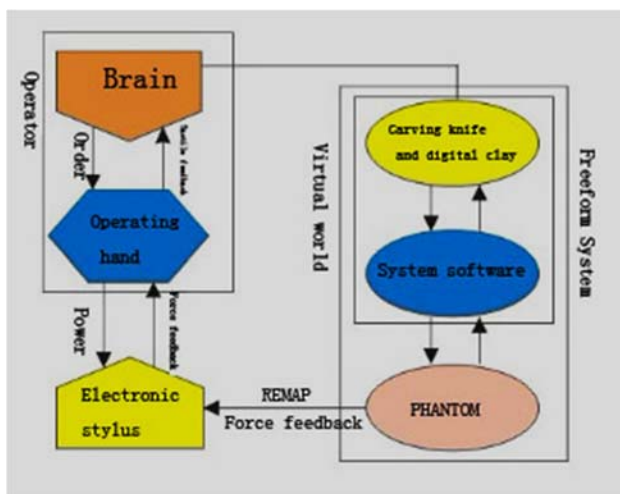 Operator
Brain
Order
Operating
hand
Power
Force feedback
Electronic
stylus
REMAP
Force feedback
Virtual world
Carving knife
and digital clay
System software
PHANTOM
Freeform System